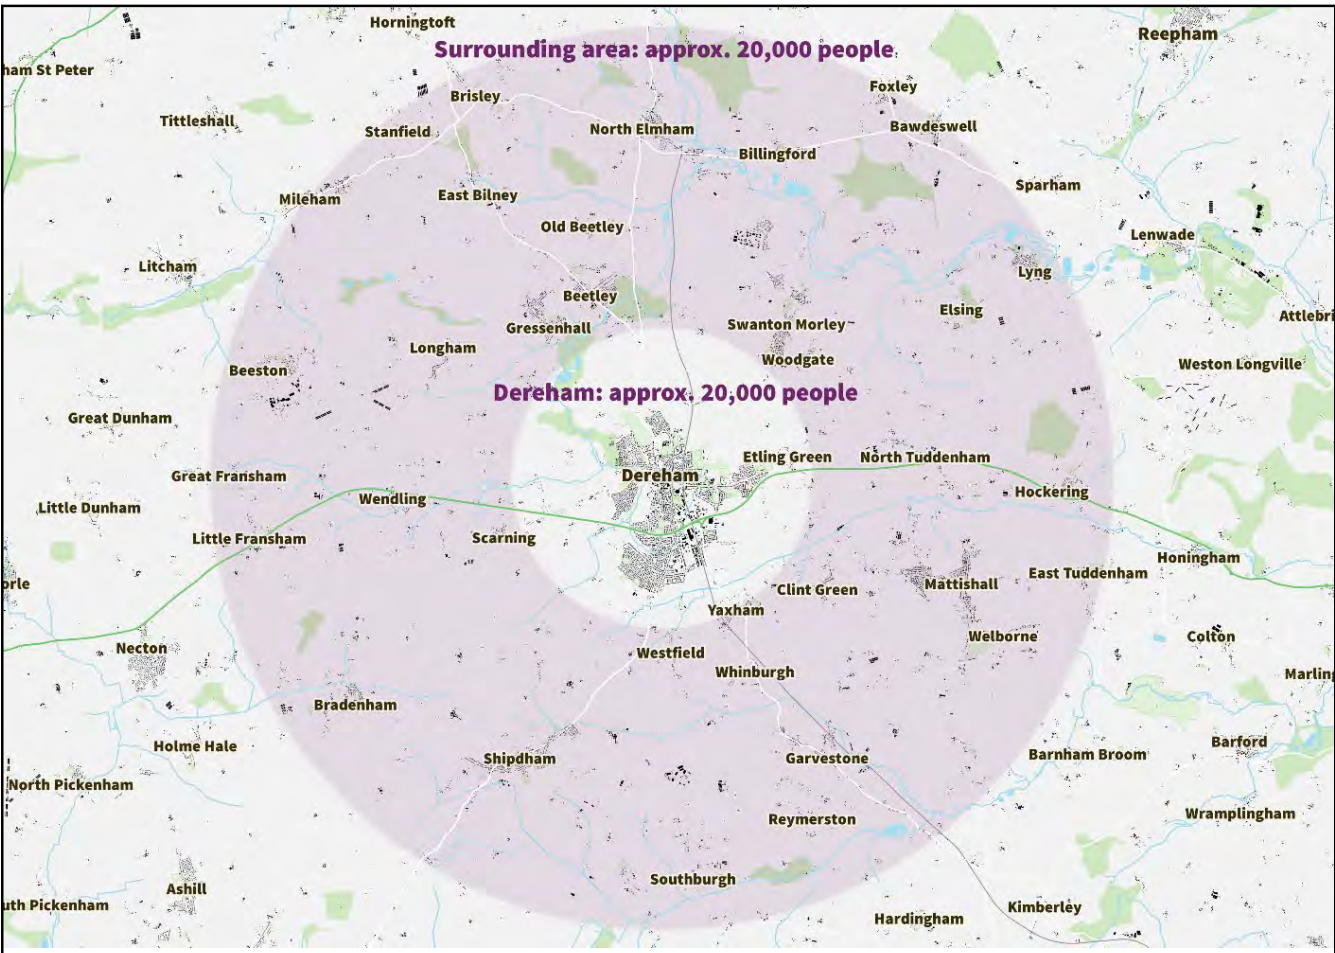 Horningtoft
Reepham
Surrounding area: approx. 20,000 people
ham St Peter
Foxley
Brisley
Tittleshall
Stanfield
North Elmham
Bawdeswell
Billingford
Sparham
Mileham
East Bilney
Old Beetley
Lenwade
Litcham
Lyng
Beetley
Elsing
Attlebri
Gressenhall
Swanton Morley
Longham
Woodgate
Weston Longville
Beeston
Dereham: approx. 20,000 people
Great Dunham
Etling Green
North Tuddenham
Great Fransham
Dereham
Wendling
Hockering
Little Dunham
Little Fransham
Scarning
Honingham
East Tuddenham
orle
Mattishall
Clint Green
Yaxham
Welborne
Colton
Necton
Westfield
Whinburgh
Marling
Bradenham
Holme Hale
Barford
Shipdham
Garvestone
Barnham Broom
North Pickenham
Reymerston
Wramplingham
Southburgh
Ashill
uth Pickenham
Kimberley
Hardingham